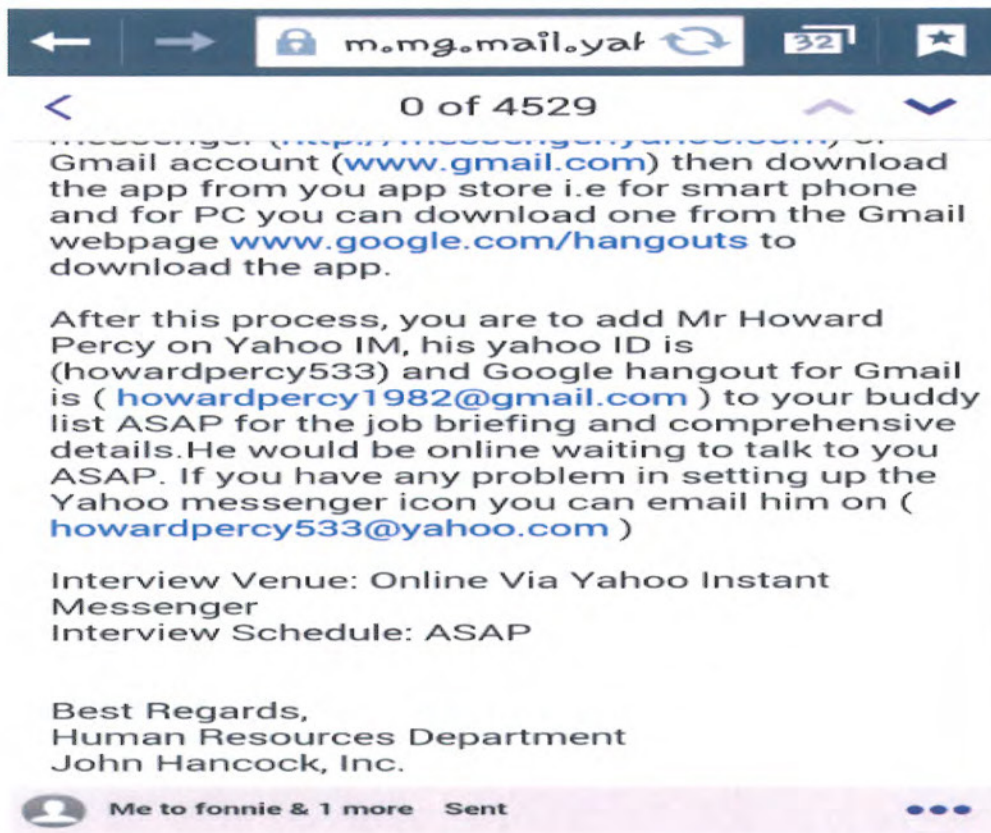 m.mg.mail.yah
32
0 of 4529
messenger (http://messenger.yahoo.com) or
Gmail account (www.gmail.com) then download
the app from you app store i.e for smart phone
and for PC you can download one from the Gmail
webpage www.google.com/hangouts to
download the app.
After this process, you are to add Mr Howard
Percy on Yahoo IM, his yahoo ID is
(howardpercy533) and Google hangout for Gmail
is ( howardpercy1982@gmail.com ) to your buddy
list ASAP for the job briefing and comprehensive
details.He would be online waiting to talk to you
ASAP. If you have any problem in setting up the
Yahoo messenger icon you can email him on (
howardpercy533@yahoo.com )
Interview Venue: Online Via Yahoo Instant
Messenger
Interview Schedule: ASAP
Best Regards,
Human Resources Department
John Hancock, Inc.
Me to fonnie & 1 more Sent